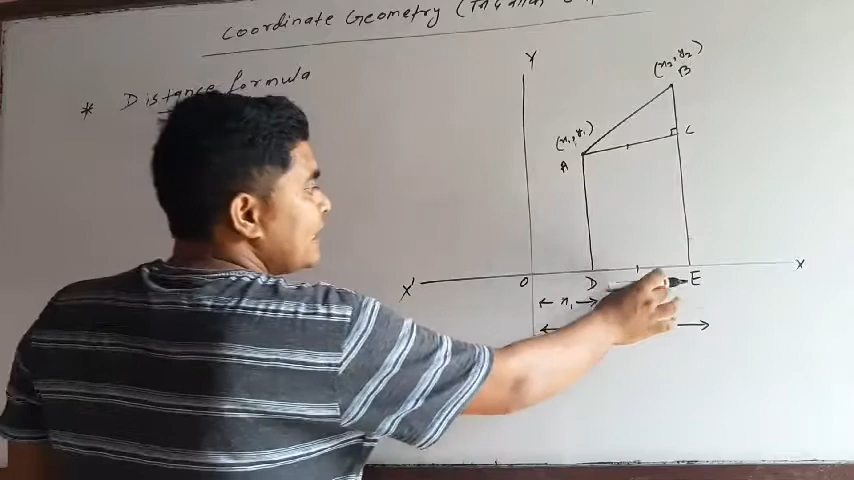 Coordinate Geometry
* Distance formula
Y
(x₂, y₂)
B
(x₁, y₁)
A
C
X' O D E X
x₁